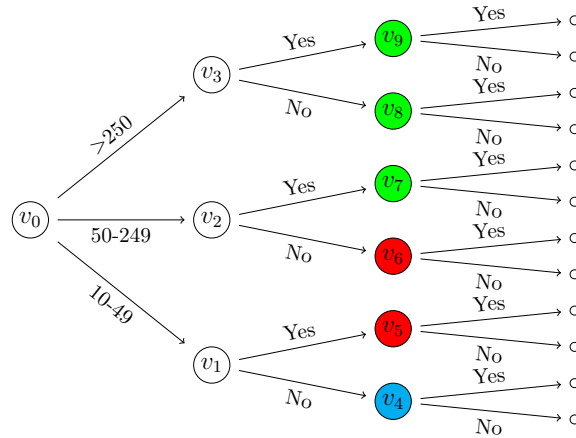 Yes
v9
Yes
No
v3
>250
No
Yes
v8
No
v0
50-249
v2
Yes
v7
Yes
No
No
Yes
v6
No
10-49
v1
Yes
v5
Yes
No
No
Yes
v4
No